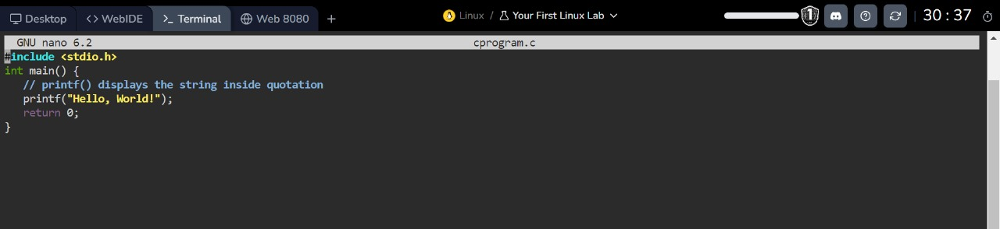 Desktop <> WebIDE >_ Terminal Web 8080 + Linux / Your First Linux Lab 1 30 : 37
GNU nano 6.2 cprogram.c
#include <stdio.h>
int main() {
   // printf() displays the string inside quotation
   printf("Hello, World!");
   return 0;
}